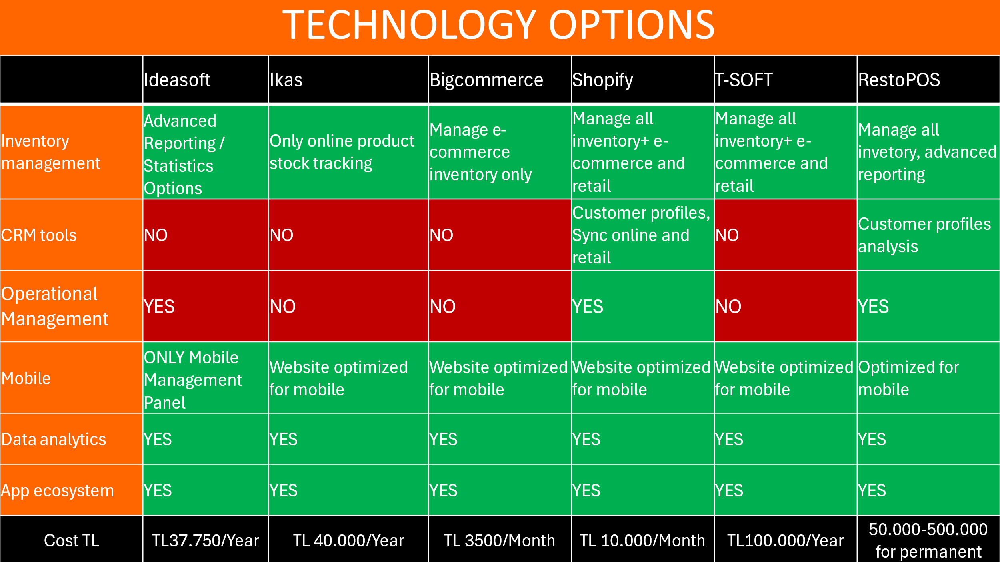 TECHNOLOGY OPTIONS
Ideasoft
Ikas
Bigcommerce
Shopify
T-SOFT
RestoPOS
Inventory
management
Advanced
Reporting /
Statistics
Options
Only online product
stock tracking
Manage e-
commerce
inventory only
Manage all
inventory+ e-
commerce and
retail
Manage all
inventory+ e-
commerce and
retail
Manage all
invetory, advanced
reporting
CRM tools
NO
NO
NO
Customer profiles,
Sync online and
retail
NO
Customer profiles
analysis
Operational
Management
YES
NO
NO
YES
NO
YES
Mobile
ONLY Mobile
Management
Panel
Website optimized
for mobile
Website optimized
for mobile
Website optimized
for mobile
Website optimized
for mobile
Optimized for
mobile
Data analytics
YES
YES
YES
YES
YES
YES
App ecosystem
YES
YES
YES
YES
YES
YES
Cost TL
TL37.750/Year
TL 40.000/Year
TL 3500/Month
TL 10.000/Month
TL100.000/Year
50.000-500.000
for permanent